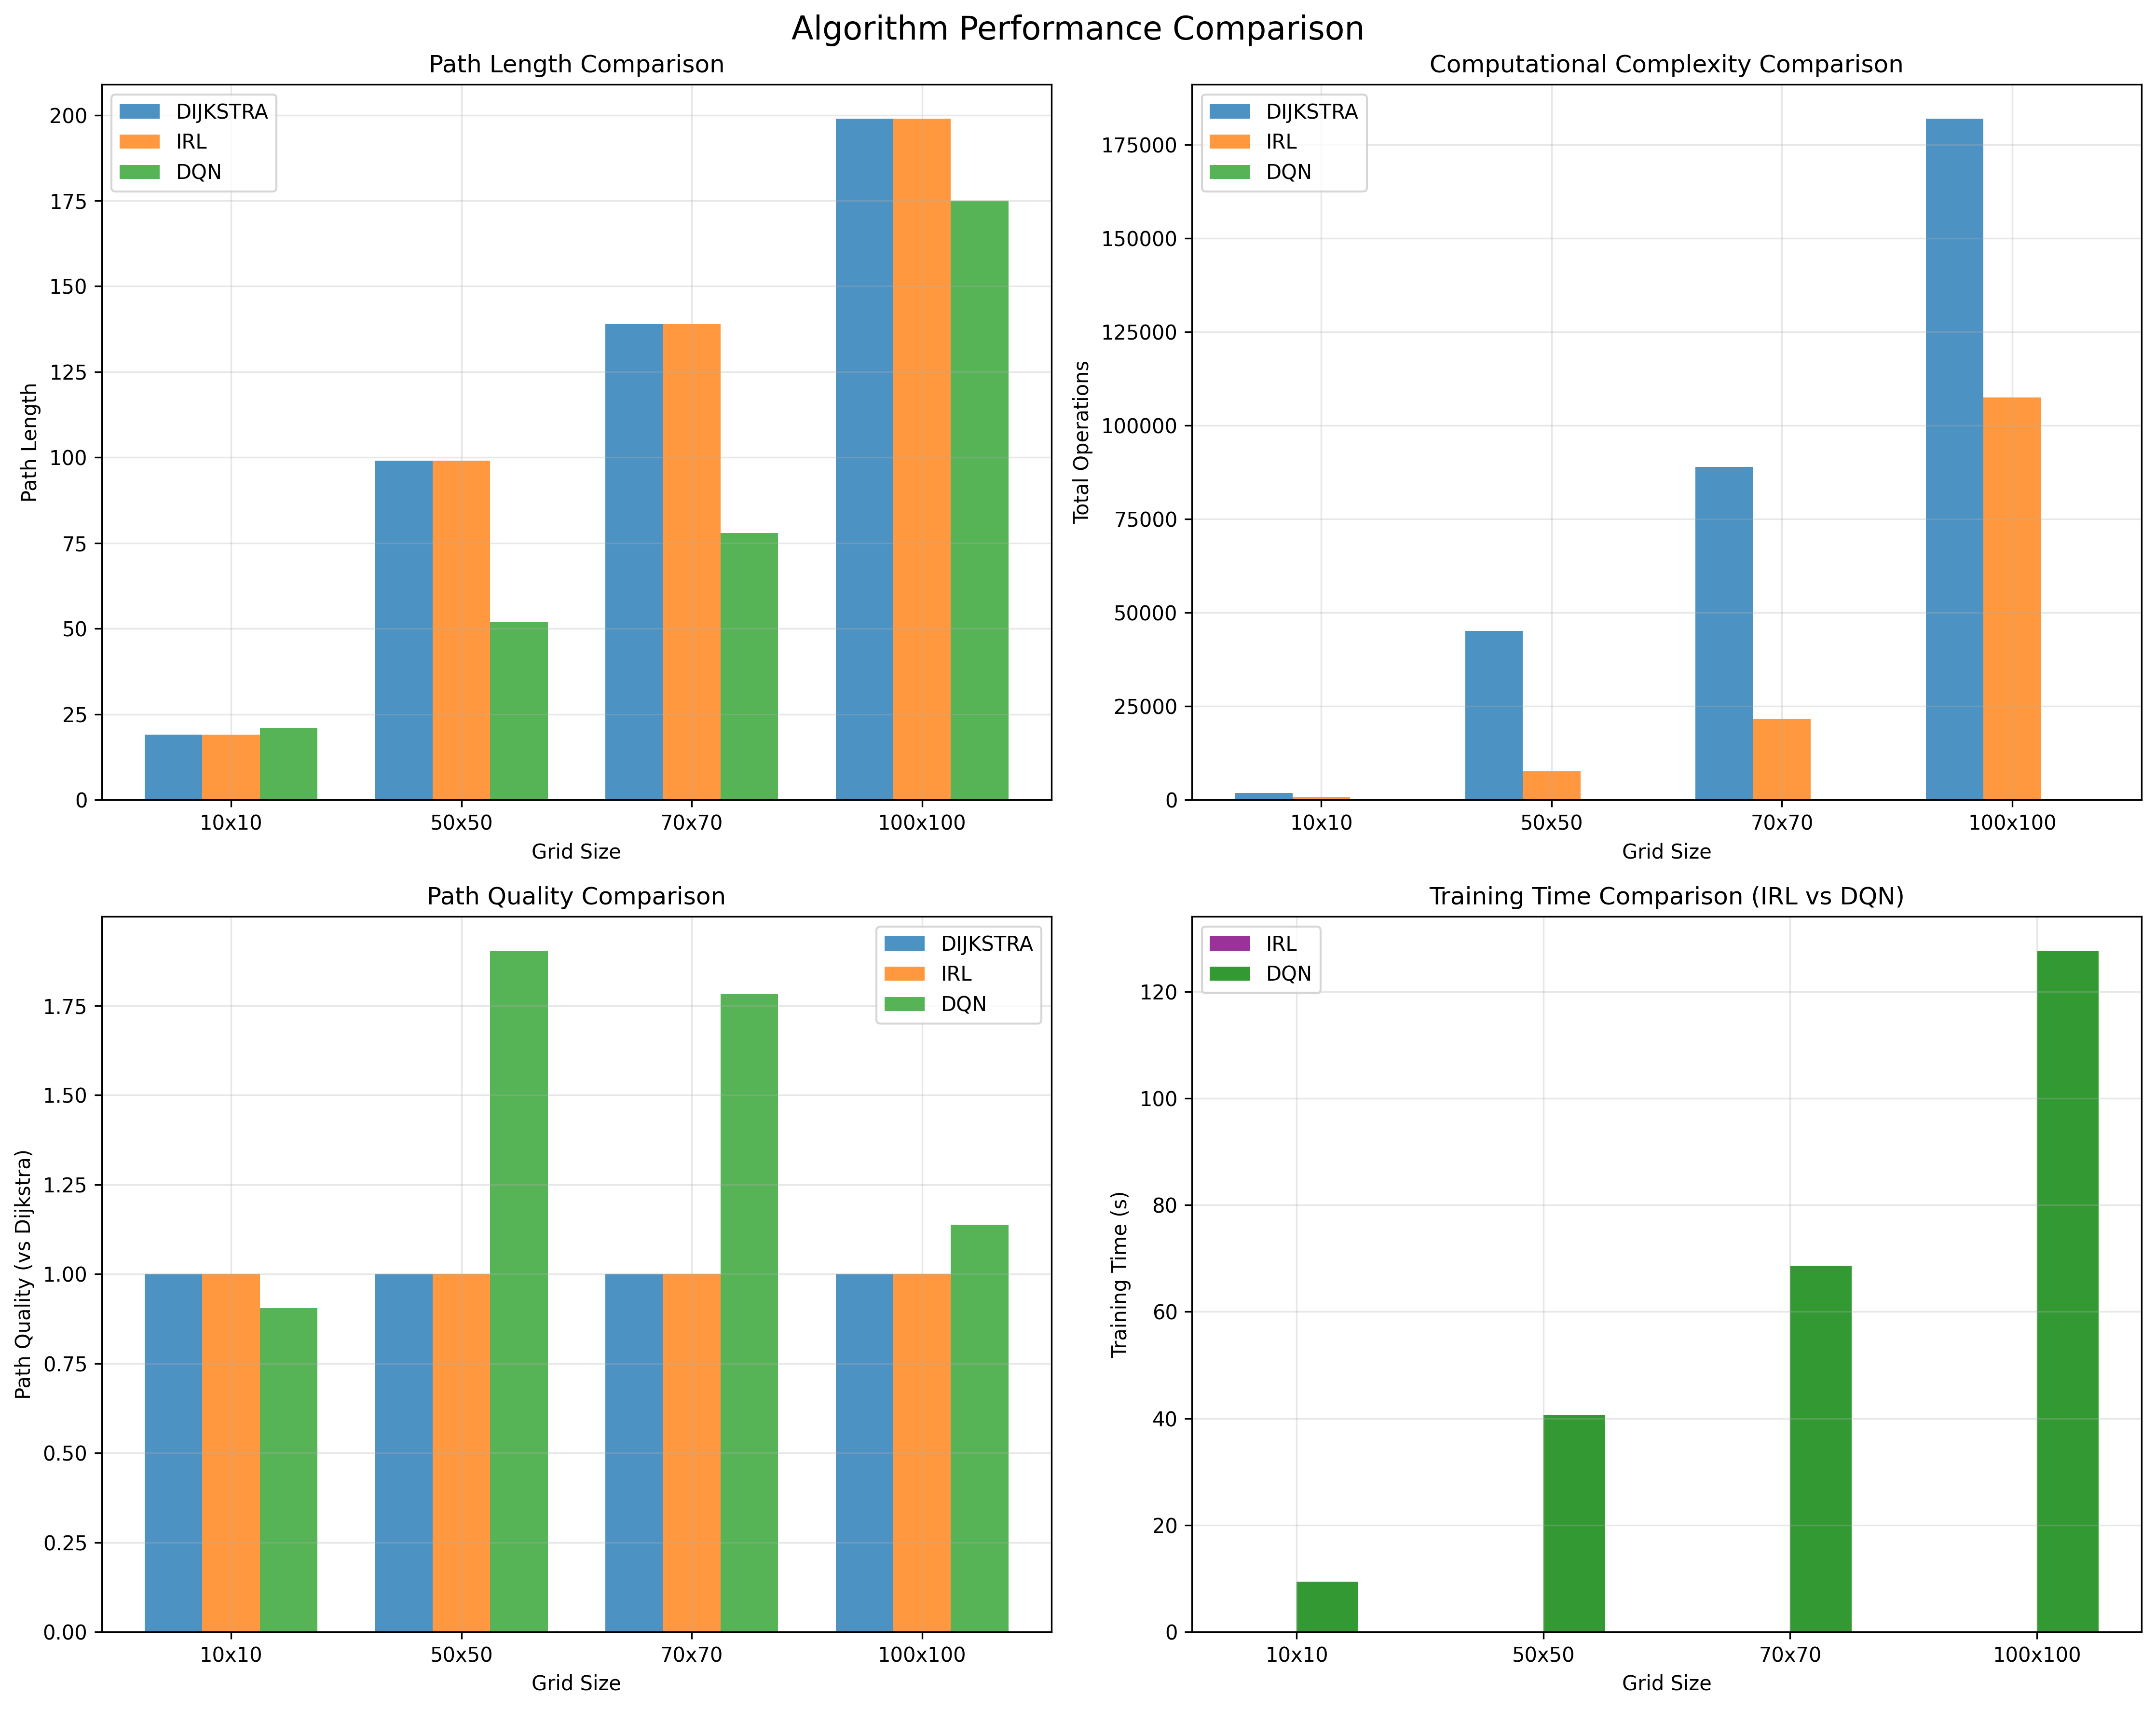 Algorithm Performance Comparison
Path Length Comparison
DIJKSTRA
IRL
DQN
200
175
150
125
100
75
50
25
0
Path Length
10x10
50x50
70x70
100x100
Grid Size
Computational Complexity Comparison
DIJKSTRA
IRL
DQN
175000
150000
125000
100000
75000
50000
25000
0
Total Operations
10x10
50x50
70x70
100x100
Grid Size
Path Quality Comparison
DIJKSTRA
IRL
DQN
1.75
1.50
1.25
1.00
0.75
0.50
0.25
0.00
Path Quality (vs Dijkstra)
10x10
50x50
70x70
100x100
Grid Size
Training Time Comparison (IRL vs DQN)
IRL
DQN
120
100
80
60
40
20
0
Training Time (s)
10x10
50x50
70x70
100x100
Grid Size